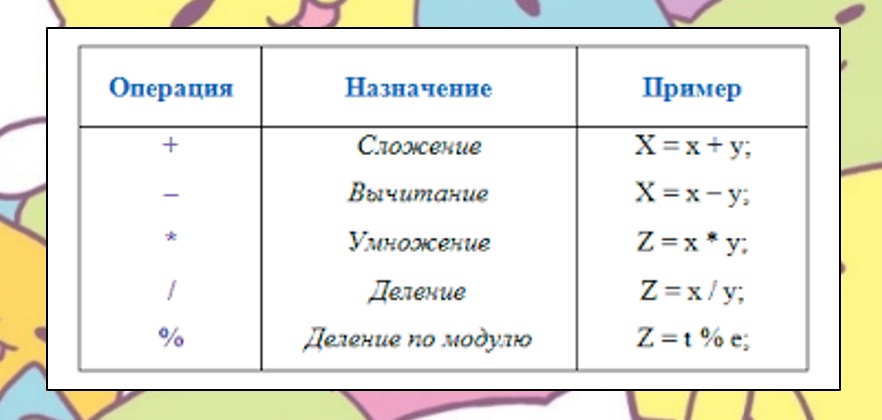 Операция Назначение Пример
+ Сложение X = x + y;
– Вычитание X = x – y;
* Умножение Z = x * y;
/ Деление Z = x / y;
% Деление по модулю Z = t % e;